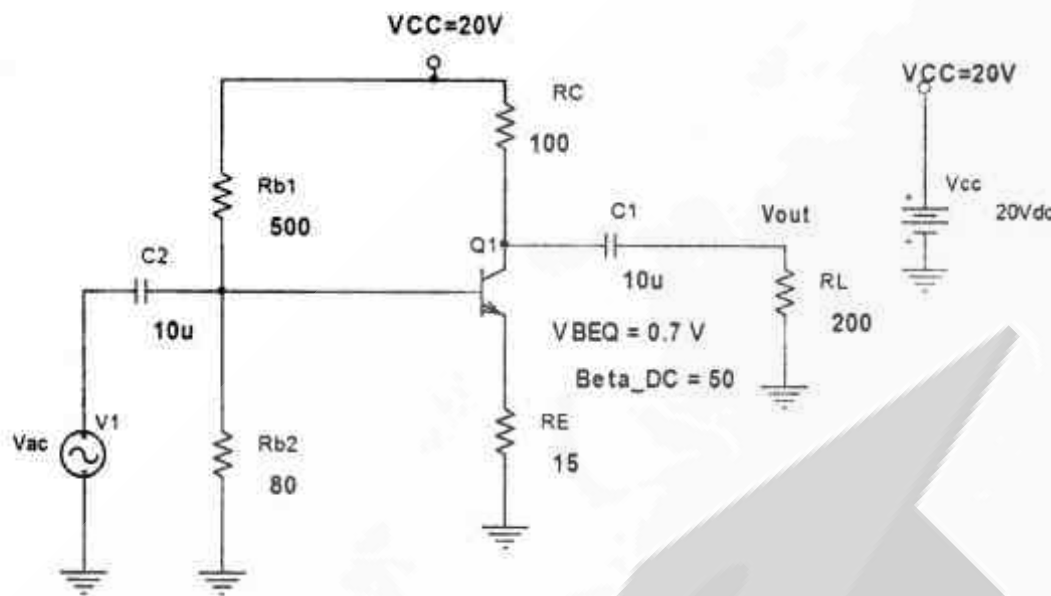 VCC=20V
RC
100
Rb1
500
C2
10u
Q1
C1
10u
Vout
RL
200
VBEQ = 0.7 V
Beta_DC = 50
V1
Vac
Rb2
80
RE
15
VCC=20V
Vcc
20Vdc